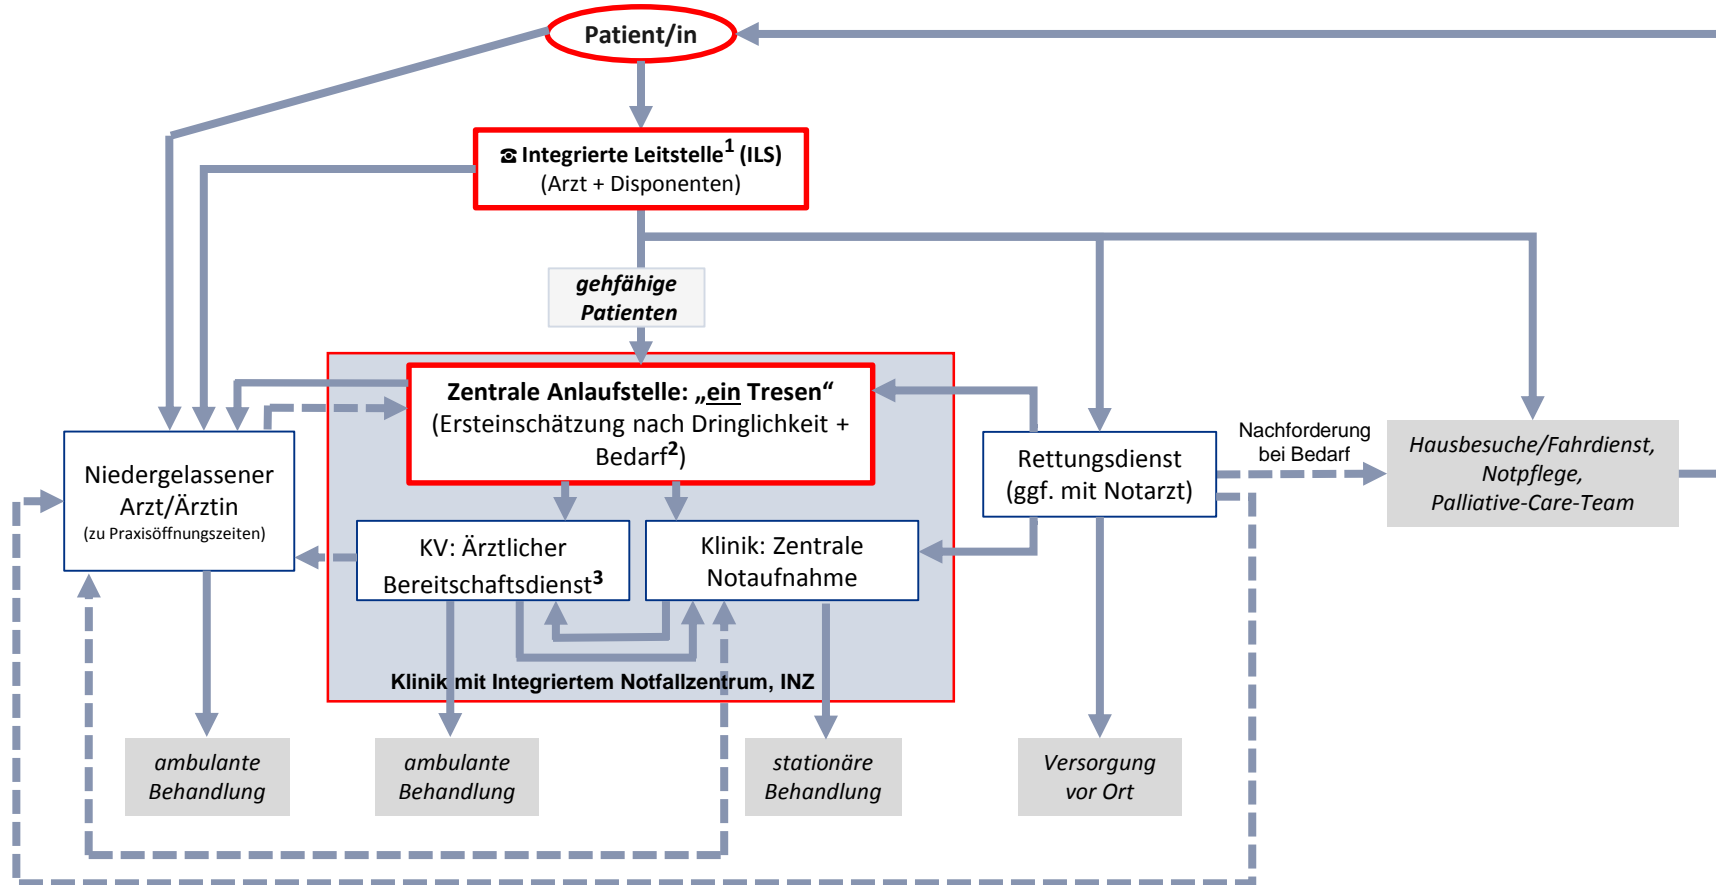 Patient/in
☎ Integrierte Leitstelle1 (ILS)
(Arzt + Disponenten)
gehfähige
Patienten
Zentrale Anlaufstelle: „ein Tresen“
(Ersteinschätzung nach Dringlichkeit +
Bedarf2)
Niedergelassener
Arzt/Ärztin
(zu Praxisöffnungszeiten)
KV: Ärztlicher
Bereitschaftsdienst3
Klinik: Zentrale
Notaufnahme
Klinik mit Integriertem Notfallzentrum, INZ
Rettungsdienst
(ggf. mit Notarzt)
Nachforderung
bei Bedarf
Hausbesuche/Fahrdienst,
Notpflege,
Palliative-Care-Team
ambulante
Behandlung
ambulante
Behandlung
stationäre
Behandlung
Versorgung
vor Ort